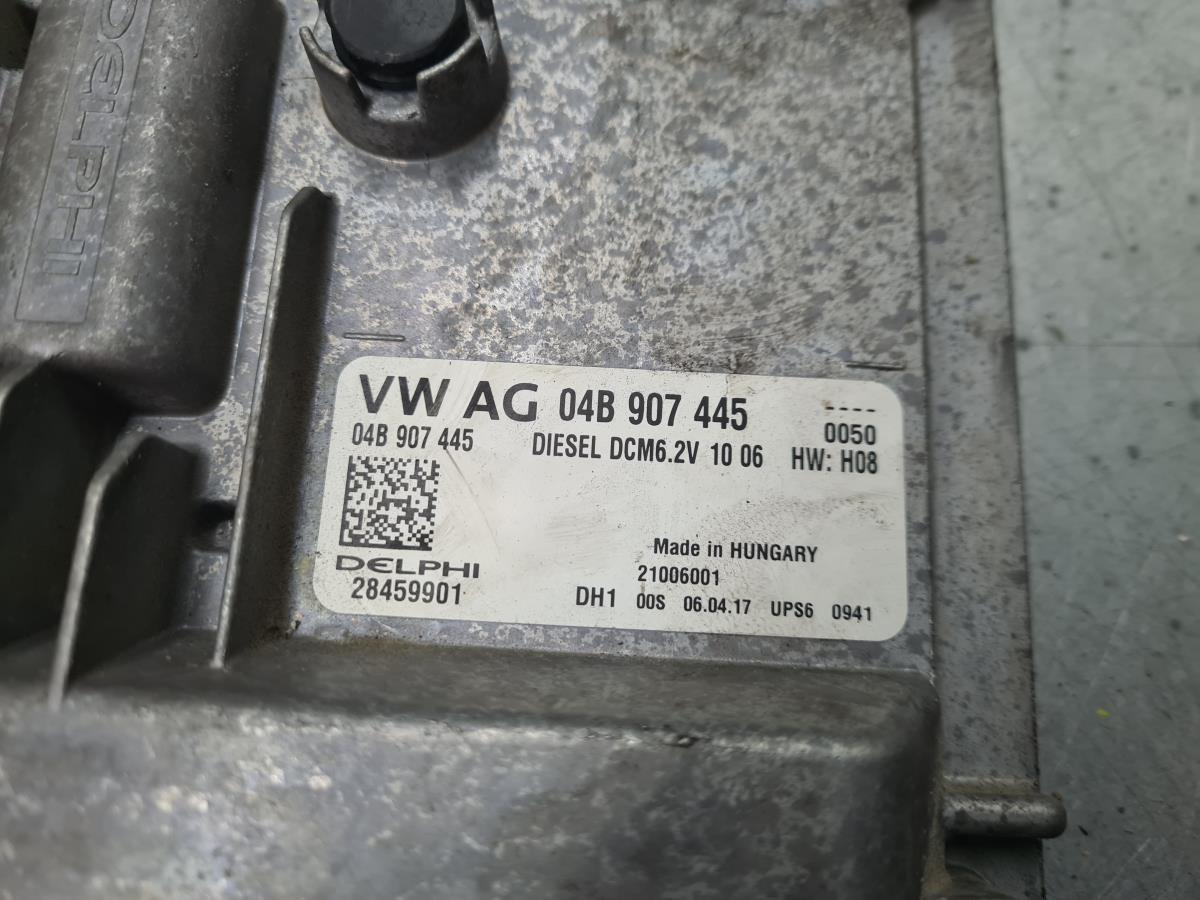 DELPHI
VW AG 04B 907 445 ----
04B 907 445 DIESEL DCM6.2V 10 06 0050
HW: H08
Made in HUNGARY
DELPHI 21006001
28459901 DH1 00S 06.04.17 UPS6 0941